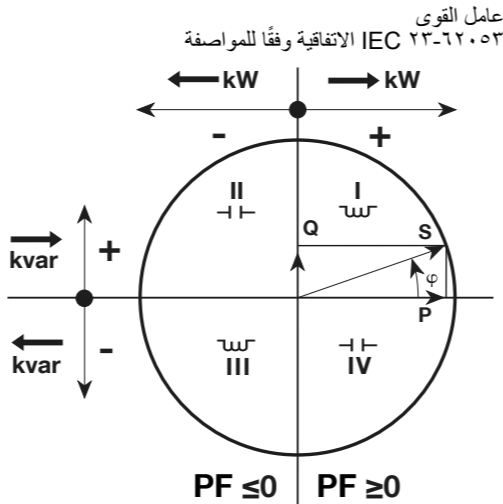 عامل القوى
الاتفاقية وفقًا للمواصفة IEC ٦٢٠٥٣-٢٣
kW kW
- +
II I
Q S
kvar +
φ
P
kvar -
III IV
PF ≤0 PF ≥0